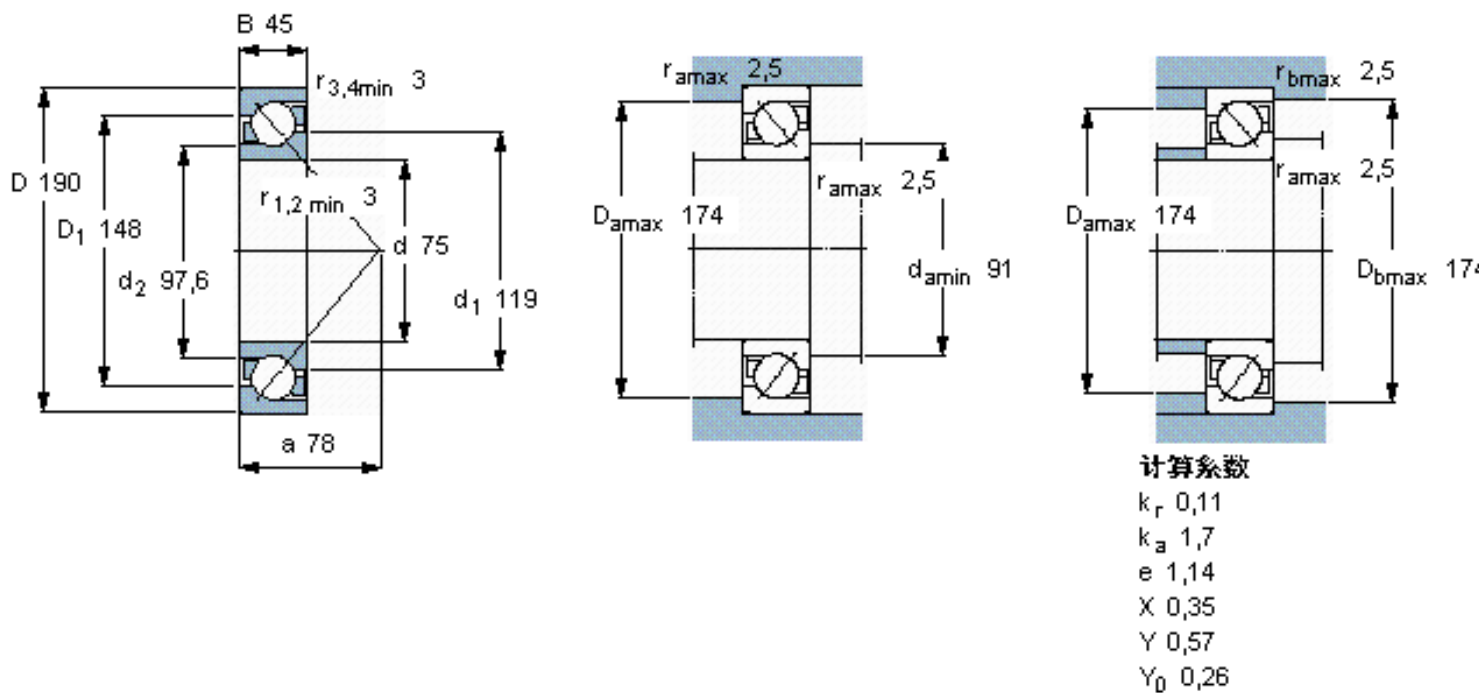 B 45
r3,4min 3
D 190
D1 148
d2 97,6
r1,2 min 3
d 75
d1 119
a 78
ramax 2,5
ramax 2,5
Damax 174
damin 91
rbmax 2,5
ramax 2,5
Damax 174
Dbmax 174
计算系数
kr 0,11
ka 1,7
e 1,14
X 0,35
Y 0,57
Y0 0,26